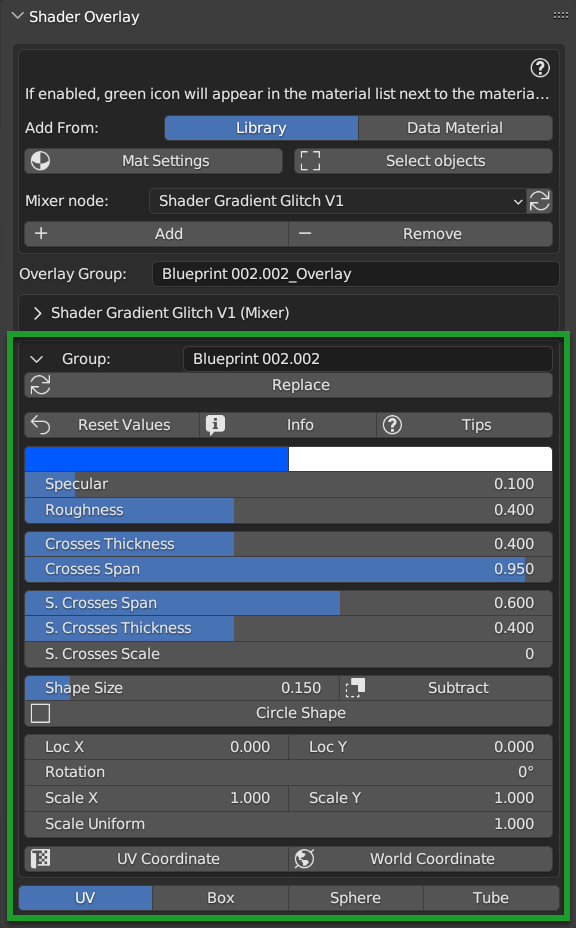 Shader Overlay
If enabled, green icon will appear in the material list next to the materia...
Add From: Library Data Material
Mat Settings Select objects
Mixer node: Shader Gradient Glitch V1
Add Remove
Overlay Group: Blueprint 002.002_Overlay
Shader Gradient Glitch V1 (Mixer)
Group: Blueprint 002.002
Replace
Reset Values Info Tips
Specular 0.100
Roughness 0.400
Crosses Thickness 0.400
Crosses Span 0.950
S. Crosses Span 0.600
S. Crosses Thickness 0.400
S. Crosses Scale 0
Shape Size 0.150 Subtract
Circle Shape
Loc X 0.000 Loc Y 0.000
Rotation 0°
Scale X 1.000 Scale Y 1.000
Scale Uniform 1.000
UV Coordinate World Coordinate
UV Box Sphere Tube